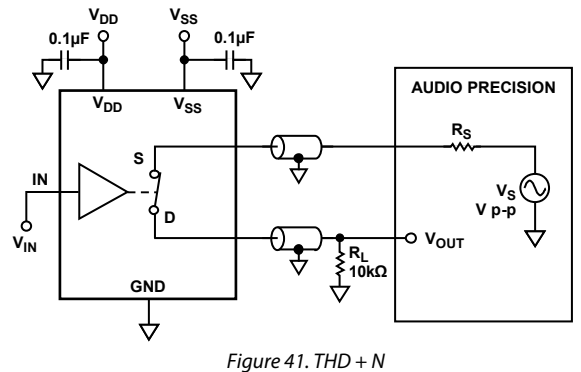 VDD
VSS
0.1µF
0.1µF
VDD
VSS
AUDIO PRECISION
RS
S
IN
VS
V p-p
D
VIN
VOUT
RL
10kΩ
GND
Figure 41. THD + N